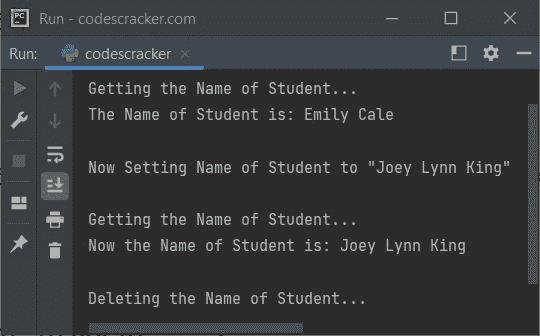 PC
Run - codescracker.com
Run:
codescracker
Getting the Name of Student...
The Name of Student is: Emily Cale
Now Setting Name of Student to "Joey Lynn King"
Getting the Name of Student...
Now the Name of Student is: Joey Lynn King
Deleting the Name of Student...